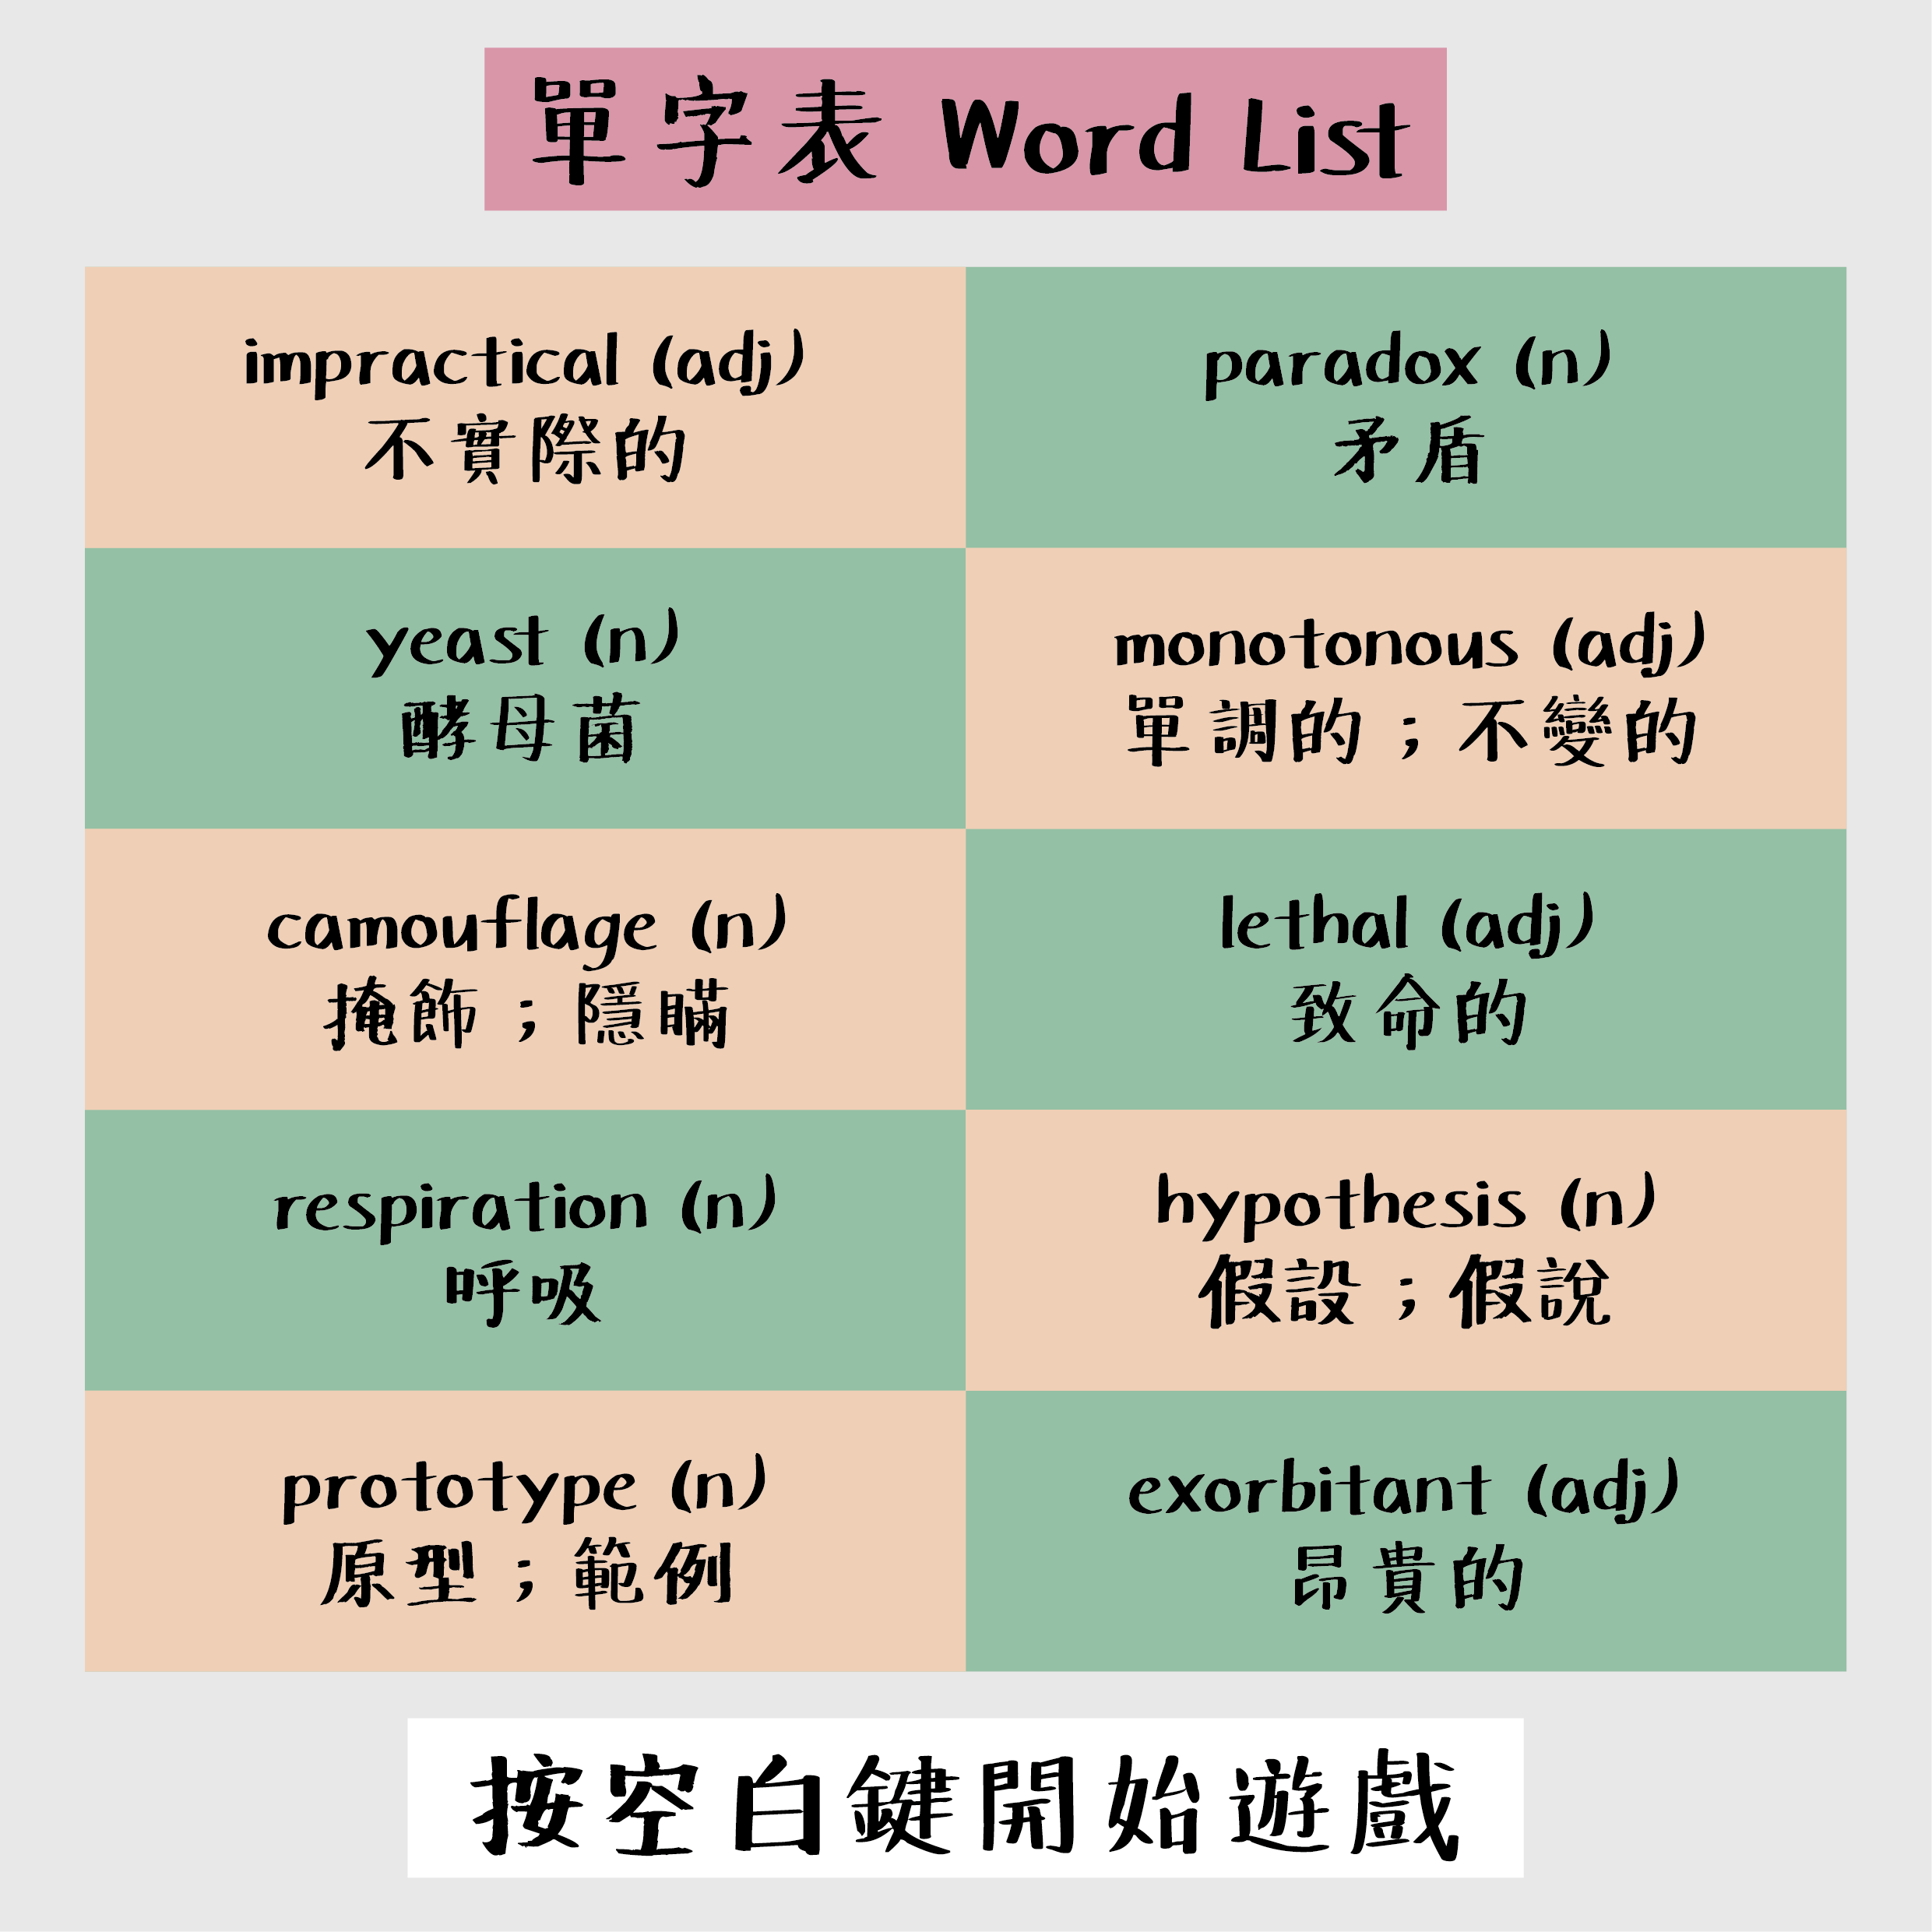 單字表 Word List
impractical (adj)
不實際的
paradox (n)
矛盾
yeast (n)
酵母菌
monotonous (adj)
單調的；不變的
camouflage (n)
掩飾；隱瞞
lethal (adj)
致命的
respiration (n)
呼吸
hypothesis (n)
假設；假說
prototype (n)
原型；範例
exorbitant (adj)
昂貴的
按空白鍵開始遊戲